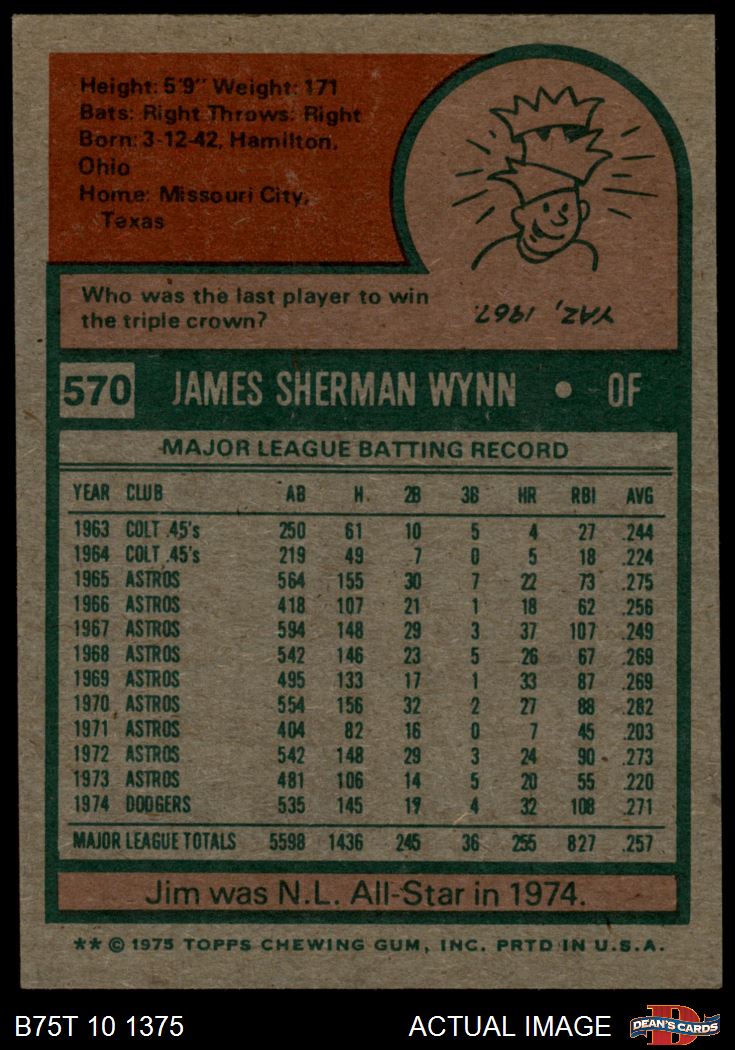 Height: 5'9" Weight: 171
Bats: Right Throws: Right
Born: 3-12-42, Hamilton,
Ohio
Home: Missouri City,
Texas
Who was the last player to win
the triple crown?
YAZ, 1967.
570 JAMES SHERMAN WYNN • OF
MAJOR LEAGUE BATTING RECORD
YEAR CLUB AB H. 2B 3B HR RBI AVG
1963 COLT .45's 250 61 10 5 4 27 .244
1964 COLT .45's 219 49 7 0 5 18 .224
1965 ASTROS 564 155 30 7 22 73 .275
1966 ASTROS 418 107 21 1 18 62 .256
1967 ASTROS 594 148 29 3 37 107 .249
1968 ASTROS 542 146 23 5 26 67 .269
1969 ASTROS 495 133 17 1 33 87 .269
1970 ASTROS 554 156 32 2 27 88 .282
1971 ASTROS 404 82 16 0 7 45 .203
1972 ASTROS 542 148 29 3 24 90 .273
1973 ASTROS 481 106 14 5 20 55 .220
1974 DODGERS 535 145 19 4 32 108 .271
MAJOR LEAGUE TOTALS 5598 1436 245 36 255 827 .257
Jim was N.L. All-Star in 1974.
** © 1975 TOPPS CHEWING GUM, INC. PRTD IN U.S.A.
B75T 10 1375 ACTUAL IMAGE DEAN'S CARDS